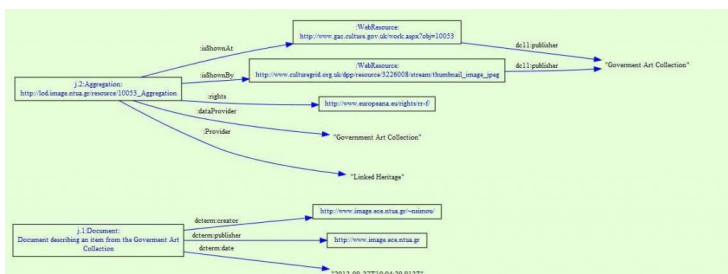 :WebResource:
http://www.gac.culture.gov.uk/work.aspx?obj=10053
:isShownAt
dc11:publisher
:WebResource:
http://www.culturegrid.org.uk/dpp/resource/3226008/stream/thumbnail_image_jpeg
:isShownBy
dc11:publisher
"Goverment Art Collection"
j.2:Aggregation:
http://lod.image.ntua.gr/resource/10053_Aggregation
:rights
http://www.europeana.eu/rights/rr-f/
:dataProvider
"Government Art Collection"
:Provider
"Linked Heritage"
j.1:Document:
Document describing an item from the Goverment Art
Collection
dcterm:creator
http://www.image.ece.ntua.gr/~nsimou/
dcterm:publisher
http://www.image.ece.ntua.gr
dcterm:date